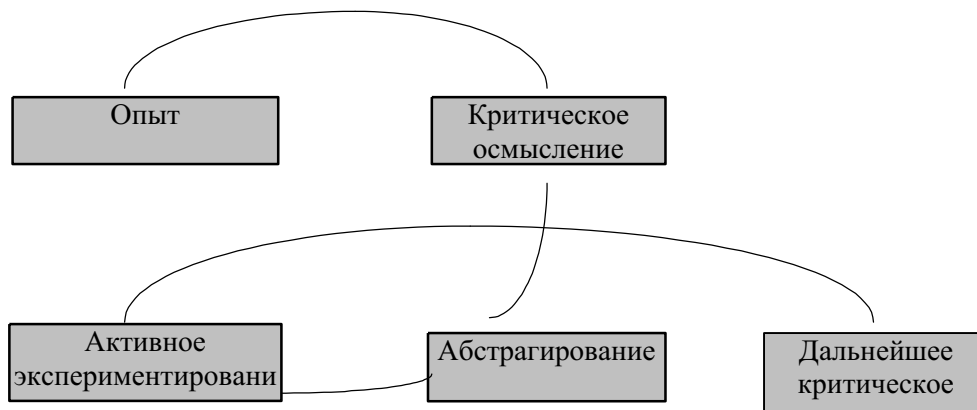 Опыт
Критическое
осмысление
Активное
экспериментировани
Абстрагирование
Дальнейшее
критическое